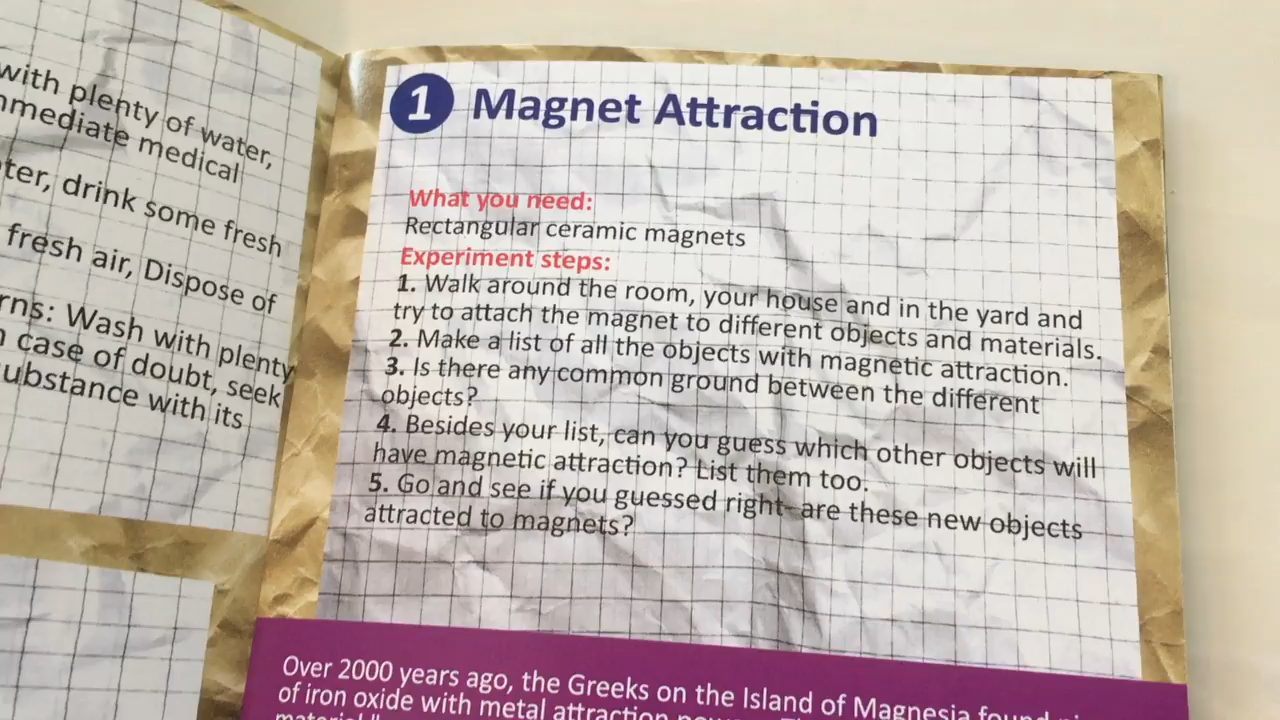 with plenty of water,
mmediate medical
ter, drink some fresh
fresh air, Dispose of
rns: Wash with plenty
case of doubt, seek
ubstance with its
1 Magnet Attraction
What you need:
Rectangular ceramic magnets
Experiment steps:
1. Walk around the room, your house and in the yard and
try to attach the magnet to different objects and materials.
2. Make a list of all the objects with magnetic attraction.
3. Is there any common ground between the different
objects?
4. Besides your list, can you guess which other objects will
have magnetic attraction? List them too.
5. Go and see if you guessed right- are these new objects
attracted to magnets?
Over 2000 years ago, the Greeks on the Island of Magnesia found
of iron oxide with metal attraction